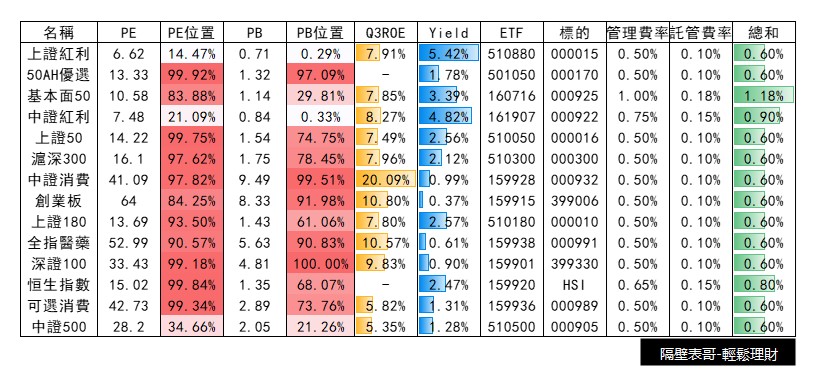 名稱 PE PE位置 PB PB位置 Q3ROE Yield ETF 標的 管理費率 託管費率 總和
上證紅利 6.62 14.47% 0.71 0.29% 7.91% 5.42% 510880 000015 0.50% 0.10% 0.60%
50AH優選 13.33 99.92% 1.32 97.09% - 1.78% 501050 000170 0.50% 0.10% 0.60%
基本面50 10.58 83.88% 1.14 29.81% 7.85% 3.39% 160716 000925 1.00% 0.18% 1.18%
中證紅利 7.48 21.09% 0.84 0.33% 8.27% 4.82% 161907 000922 0.75% 0.15% 0.90%
上證50 14.22 99.75% 1.54 74.75% 7.49% 2.56% 510050 000016 0.50% 0.10% 0.60%
滬深300 16.1 97.62% 1.75 78.45% 7.96% 2.12% 510300 000300 0.50% 0.10% 0.60%
中證消費 41.09 97.82% 9.49 99.51% 20.09% 0.99% 159928 000932 0.50% 0.10% 0.60%
創業板 64 84.25% 8.33 91.98% 10.80% 0.37% 159915 399006 0.50% 0.10% 0.60%
上證180 13.69 93.50% 1.43 61.06% 7.80% 2.57% 510180 000010 0.50% 0.10% 0.60%
全指醫藥 52.99 90.57% 5.63 90.83% 10.57% 0.61% 159938 000991 0.50% 0.10% 0.60%
深證100 33.43 99.18% 4.81 100.00% 9.83% 0.90% 159901 399330 0.50% 0.10% 0.60%
恒生指數 15.02 99.84% 1.35 68.07% - 2.47% 159920 HSI 0.65% 0.15% 0.80%
可選消費 42.73 99.34% 2.89 73.76% 5.82% 1.31% 159936 000989 0.50% 0.10% 0.60%
中證500 28.2 34.66% 2.05 21.26% 5.35% 1.28% 510500 000905 0.50% 0.10% 0.60%
隔壁表哥-輕鬆理財